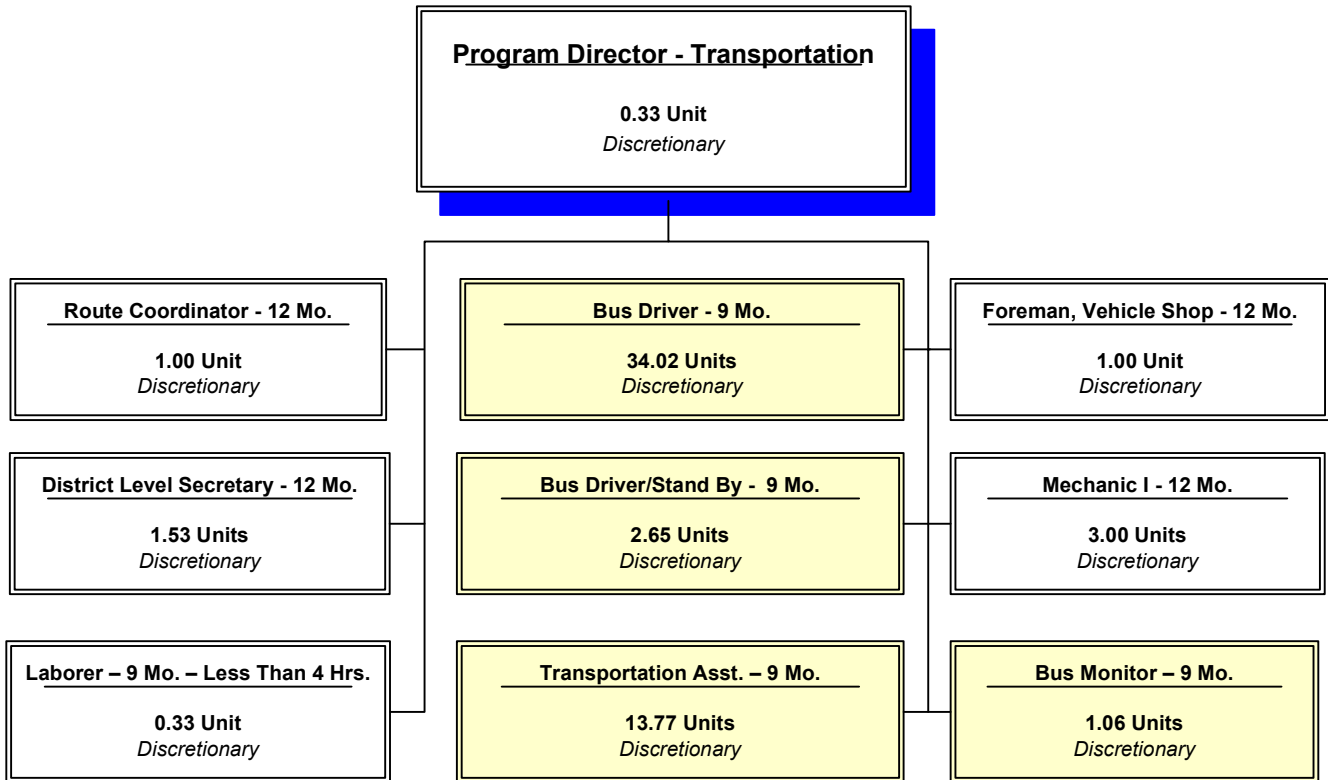 Program Director - Transportation
0.33 Unit
Discretionary
Route Coordinator - 12 Mo.
1.00 Unit
Discretionary
Bus Driver - 9 Mo.
34.02 Units
Discretionary
Foreman, Vehicle Shop - 12 Mo.
1.00 Unit
Discretionary
District Level Secretary - 12 Mo.
1.53 Units
Discretionary
Bus Driver/Stand By - 9 Mo.
2.65 Units
Discretionary
Mechanic I - 12 Mo.
3.00 Units
Discretionary
Laborer – 9 Mo. – Less Than 4 Hrs.
0.33 Unit
Discretionary
Transportation Asst. – 9 Mo.
13.77 Units
Discretionary
Bus Monitor – 9 Mo.
1.06 Units
Discretionary